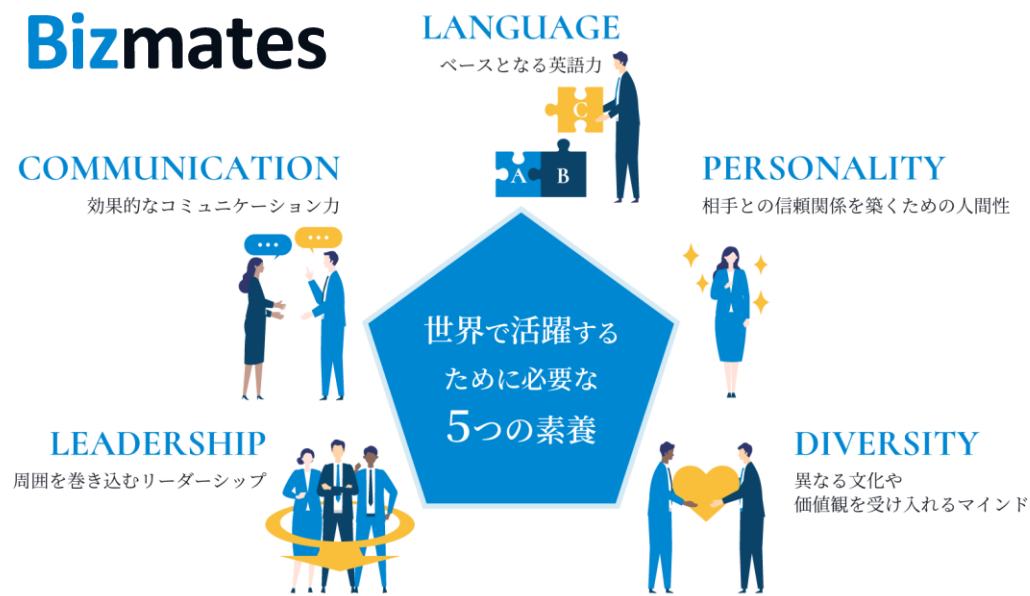 Bizmates
LANGUAGE
ベースとなる英語力
C
A B
COMMUNICATION
効果的なコミュニケーション力
PERSONALITY
相手との信頼関係を築くための人間性
世界で活躍する
ために必要な
5つの素養
LEADERSHIP
周囲を巻き込むリーダーシップ
DIVERSITY
異なる文化や
価値観を受け入れるマインド